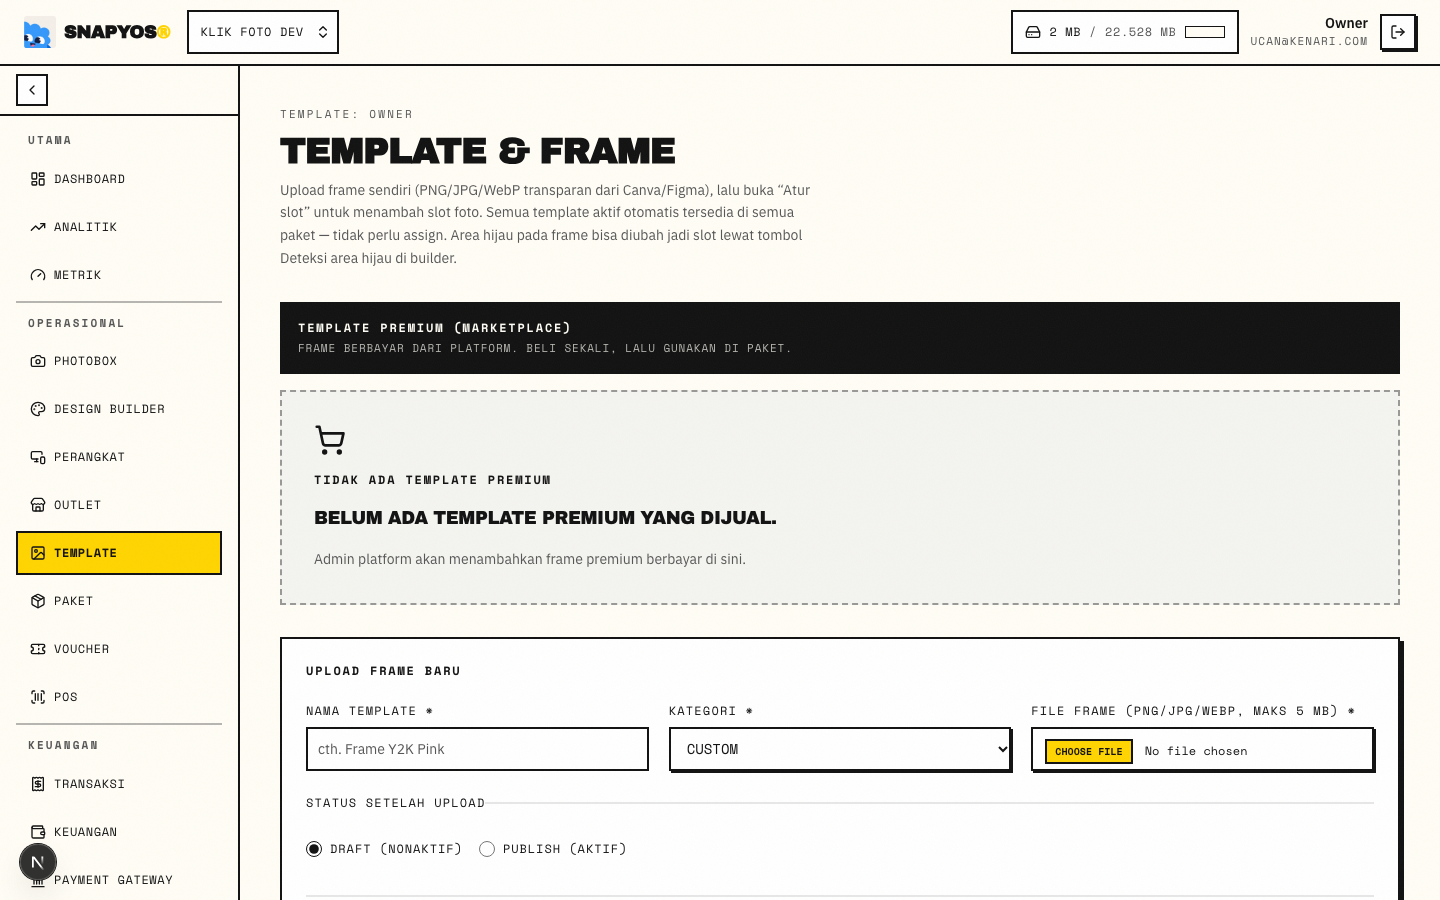 SNAPYOS®
KLIK FOTO DEV
2 MB / 22.528 MB
Owner
UCAN@KENARI.COM
UTAMA
DASHBOARD
ANALITIK
METRIK
OPERASIONAL
PHOTOBOX
DESIGN BUILDER
PERANGKAT
OUTLET
TEMPLATE
PAKET
VOUCHER
POS
KEUANGAN
TRANSAKSI
KEUANGAN
PAYMENT GATEWAY
N
TEMPLATE: OWNER
TEMPLATE & FRAME
Upload frame sendiri (PNG/JPG/WebP transparan dari Canva/Figma), lalu buka “Atur
slot” untuk menambah slot foto. Semua template aktif otomatis tersedia di semua
paket — tidak perlu assign. Area hijau pada frame bisa diubah jadi slot lewat tombol
Deteksi area hijau di builder.
TEMPLATE PREMIUM (MARKETPLACE)
FRAME BERBAYAR DARI PLATFORM. BELI SEKALI, LALU GUNAKAN DI PAKET.
TIDAK ADA TEMPLATE PREMIUM
BELUM ADA TEMPLATE PREMIUM YANG DIJUAL.
Admin platform akan menambahkan frame premium berbayar di sini.
UPLOAD FRAME BARU
NAMA TEMPLATE *
cth. Frame Y2K Pink
KATEGORI *
CUSTOM
FILE FRAME (PNG/JPG/WEBP, MAKS 5 MB) *
CHOOSE FILE No file chosen
STATUS SETELAH UPLOAD
DRAFT (NONAKTIF)
PUBLISH (AKTIF)